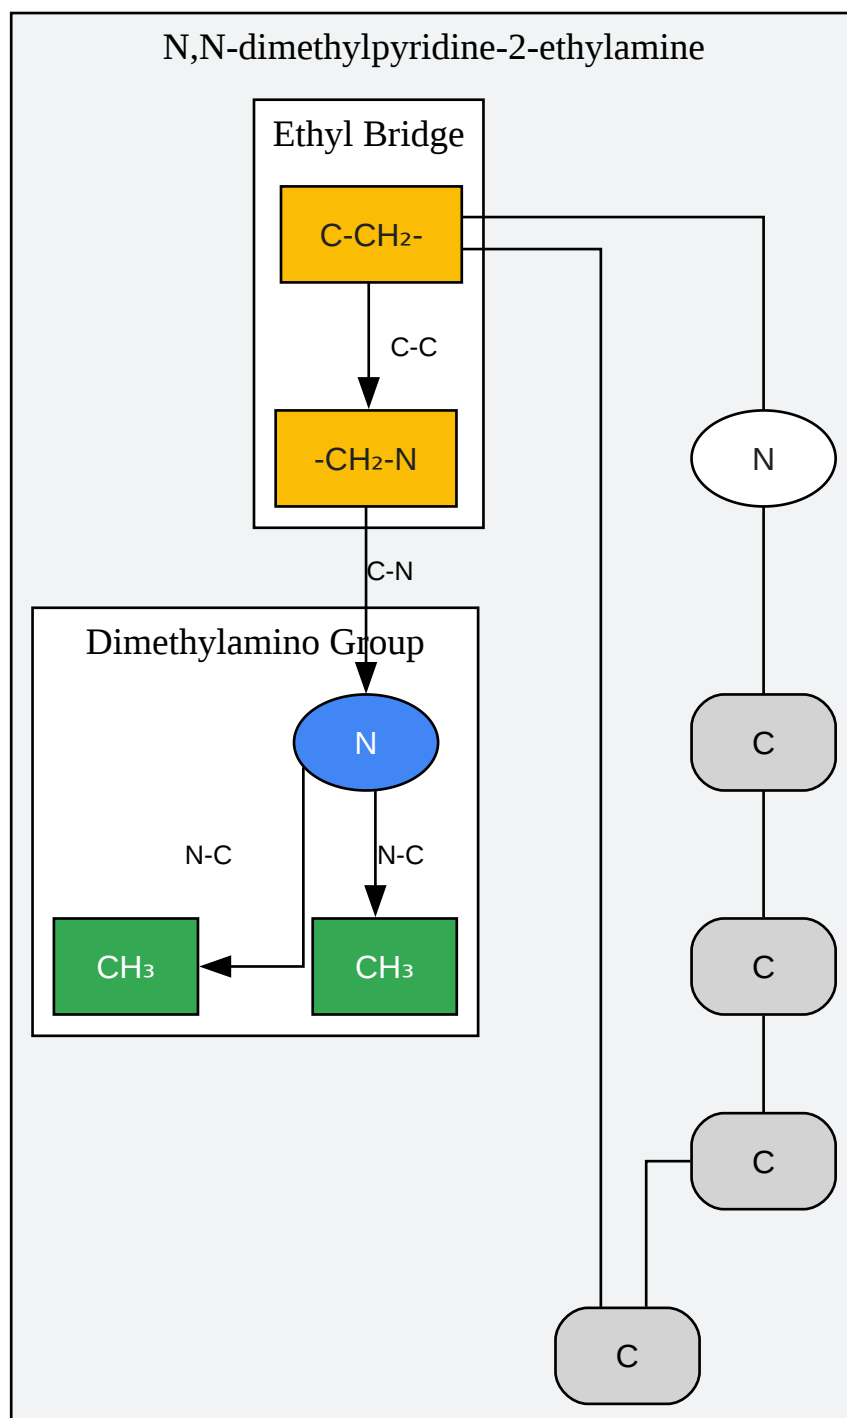 N,N-dimethylpyridine-2-ethylamine
Ethyl Bridge
C-CH₂-
C-C
-CH₂-N
N
C-N
Dimethylamino Group
N
C
N-C
N-C
CH₃
CH₃
C
C
C